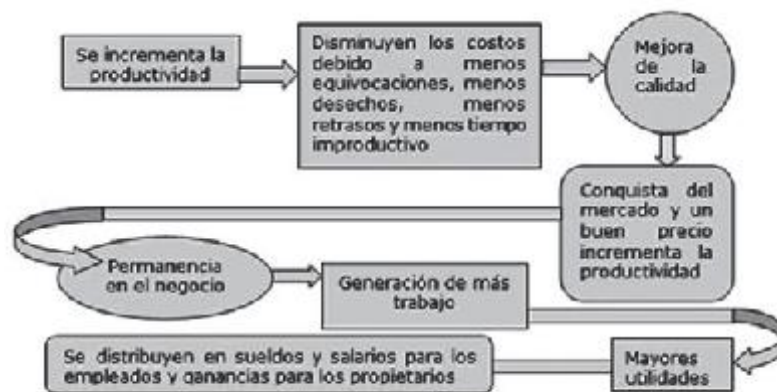 Se incrementa la
productividad
Disminuyen los costos
debido a menos
equivocaciones, menos
desechos, menos
retrasos y menos tiempo
improductivo
Mejora
de la
calidad
Conquista del
mercado y un
buen precio
incrementa la
productividad
Permanencia
en el negocio
Generación de más
trabajo
Mayores
utilidades
Se distribuyen en sueldos y salarios para los
empleados y ganancias para los propietarios